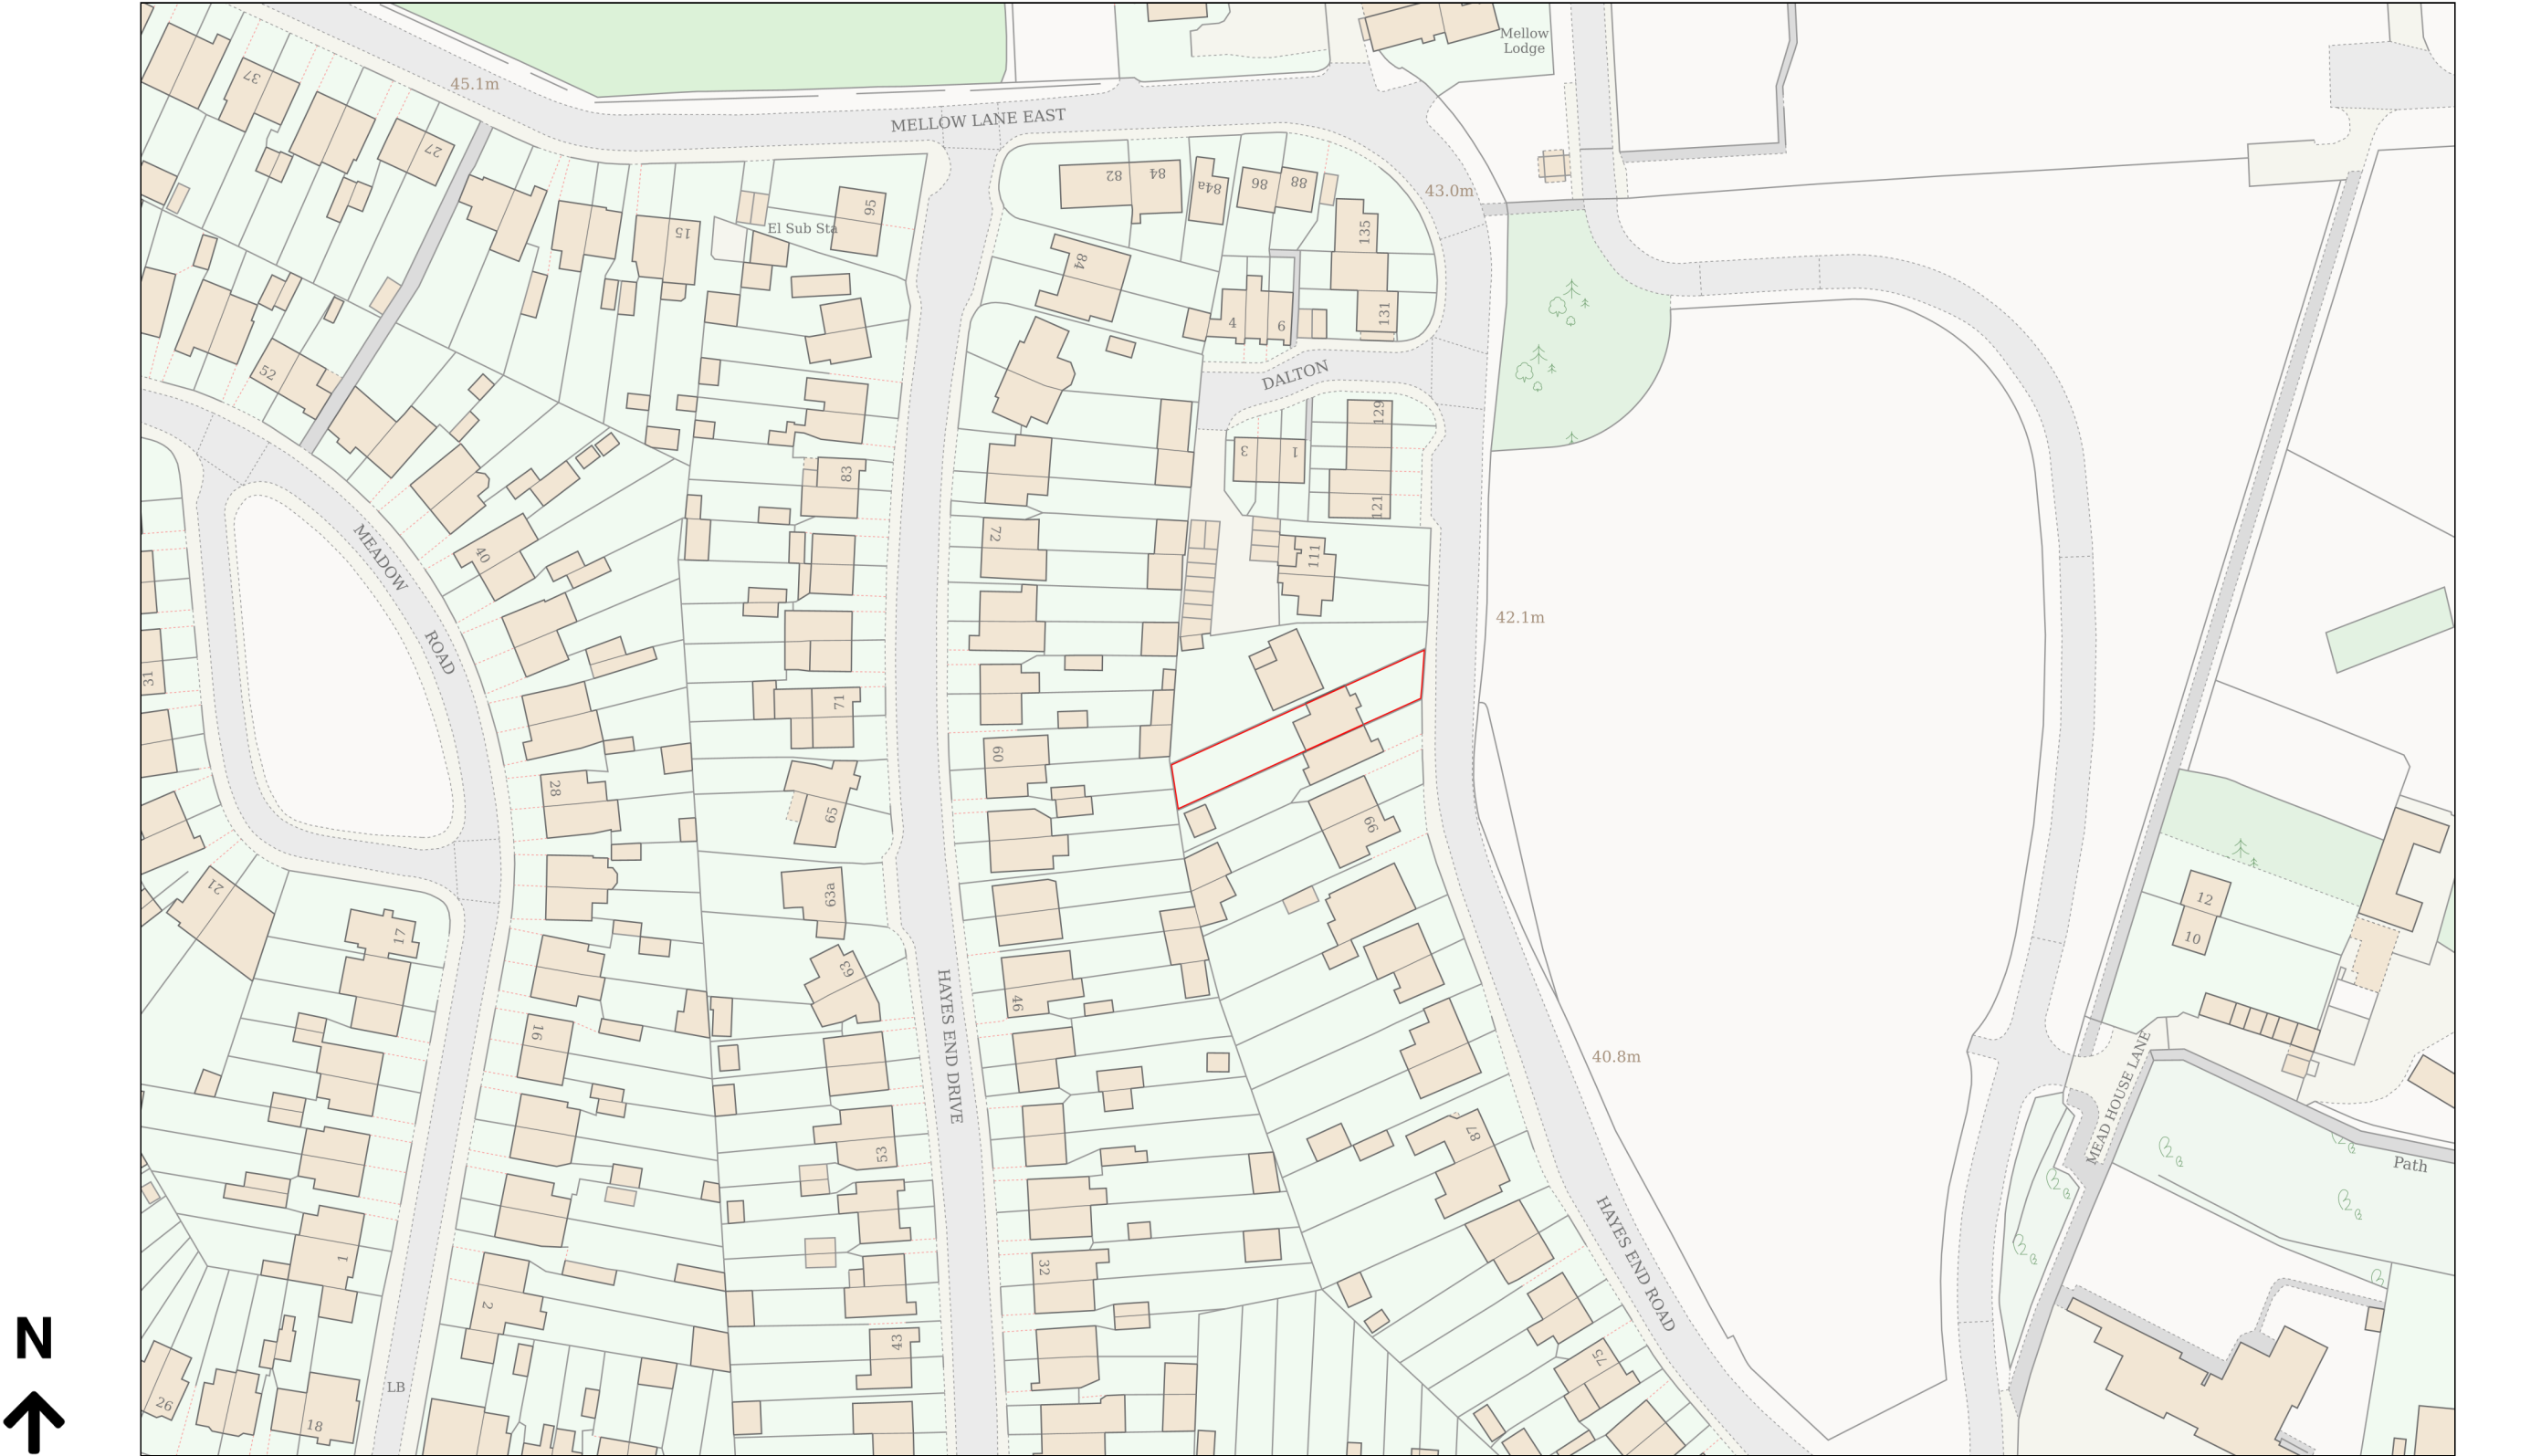 Mellow
Lodge
37
45.1m
27
MELLOW LANE EAST
82
84
84a
86
88
43.0m
15
95
El Sub Sta
135
84
131
4
6
52
DALTON
129
3
1
83
121
72
40
111
MEADOW
ROAD
42.1m
31
71
60
28
65
99
21
63a
12
17
10
63
46
16
HAYES END DRIVE
40.8m
MEAD HOUSE LANE
87
53
Path
1
32
HAYES END ROAD
2
43
75
N
LB
26
18